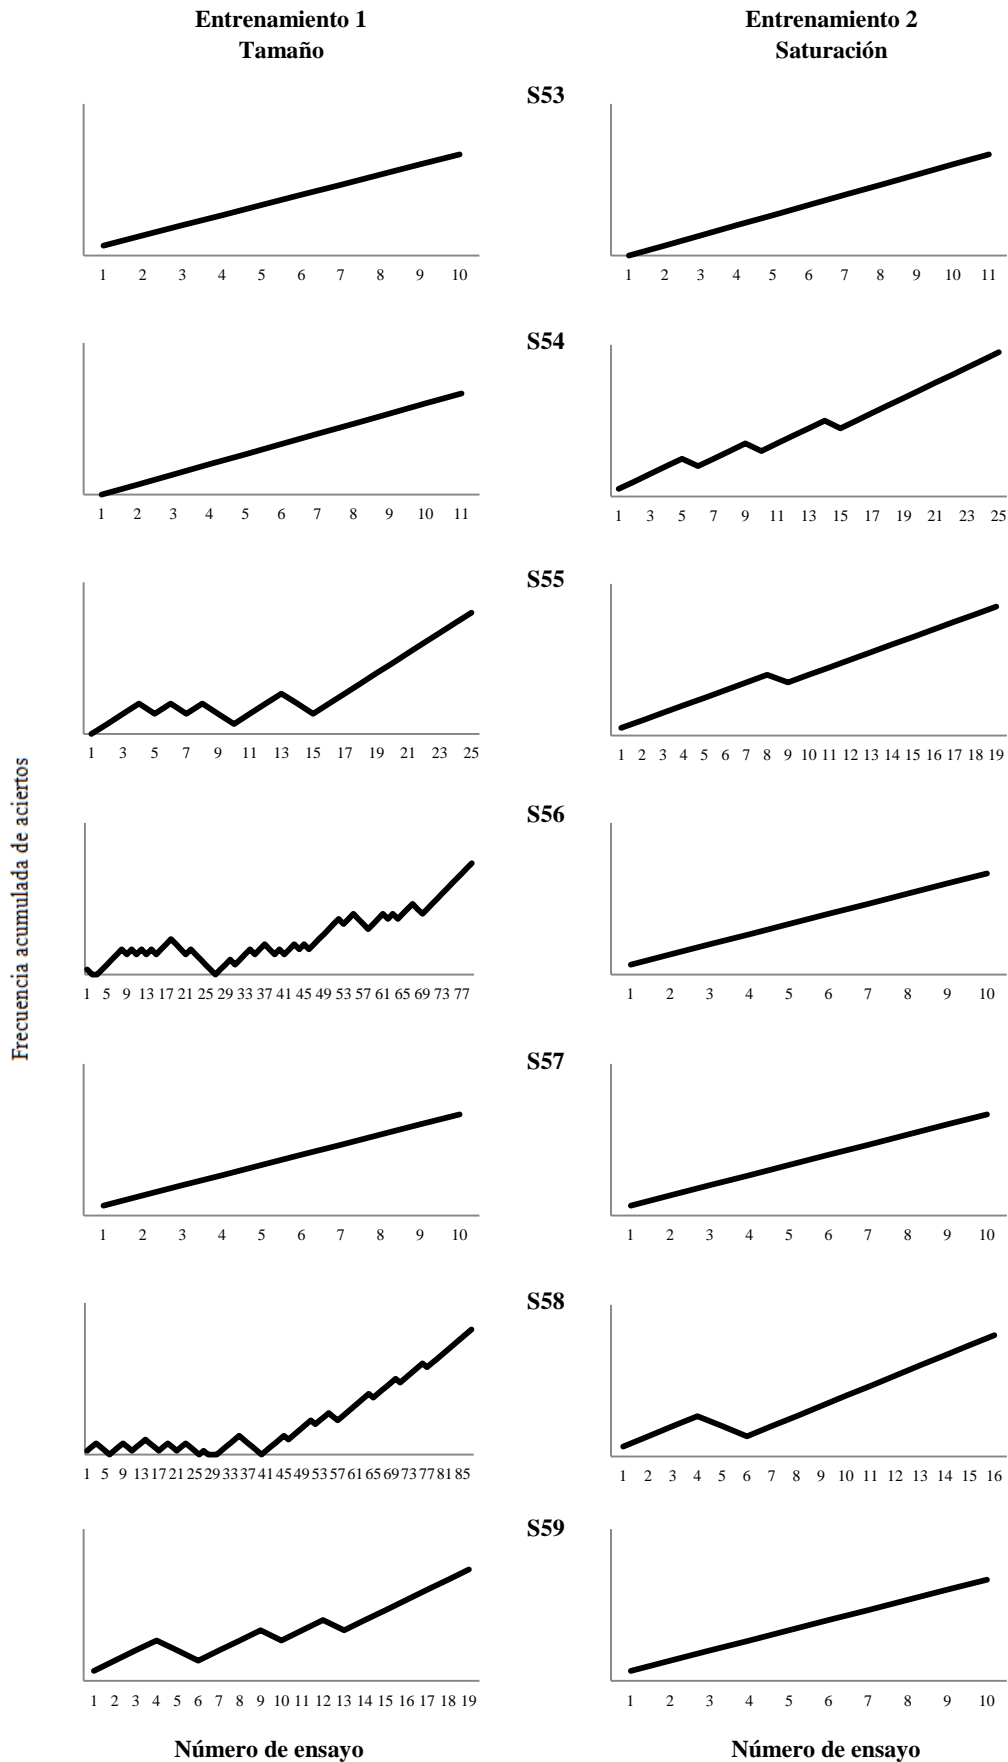 Entrenamiento 1
Tamaño
Entrenamiento 2
Saturación
S53
1 2 3 4 5 6 7 8 9 10
1 2 3 4 5 6 7 8 9 10 11
S54
1 2 3 4 5 6 7 8 9 10 11
1 3 5 7 9 11 13 15 17 19 21 23 25
S55
1 3 5 7 9 11 13 15 17 19 21 23 25
1 2 3 4 5 6 7 8 9 10 11 12 13 14 15 16 17 18 19
Frecuencia acumulada de aciertos
S56
1 5 9 13 17 21 25 29 33 37 41 45 49 53 57 61 65 69 73 77
1 2 3 4 5 6 7 8 9 10
S57
1 2 3 4 5 6 7 8 9 10
1 2 3 4 5 6 7 8 9 10
S58
1 5 9 13 17 21 25 29 33 37 41 45 49 53 57 61 65 69 73 77 81 85
1 2 3 4 5 6 7 8 9 10 11 12 13 14 15 16
S59
1 2 3 4 5 6 7 8 9 10 11 12 13 14 15 16 17 18 19
1 2 3 4 5 6 7 8 9 10
Número de ensayo
Número de ensayo